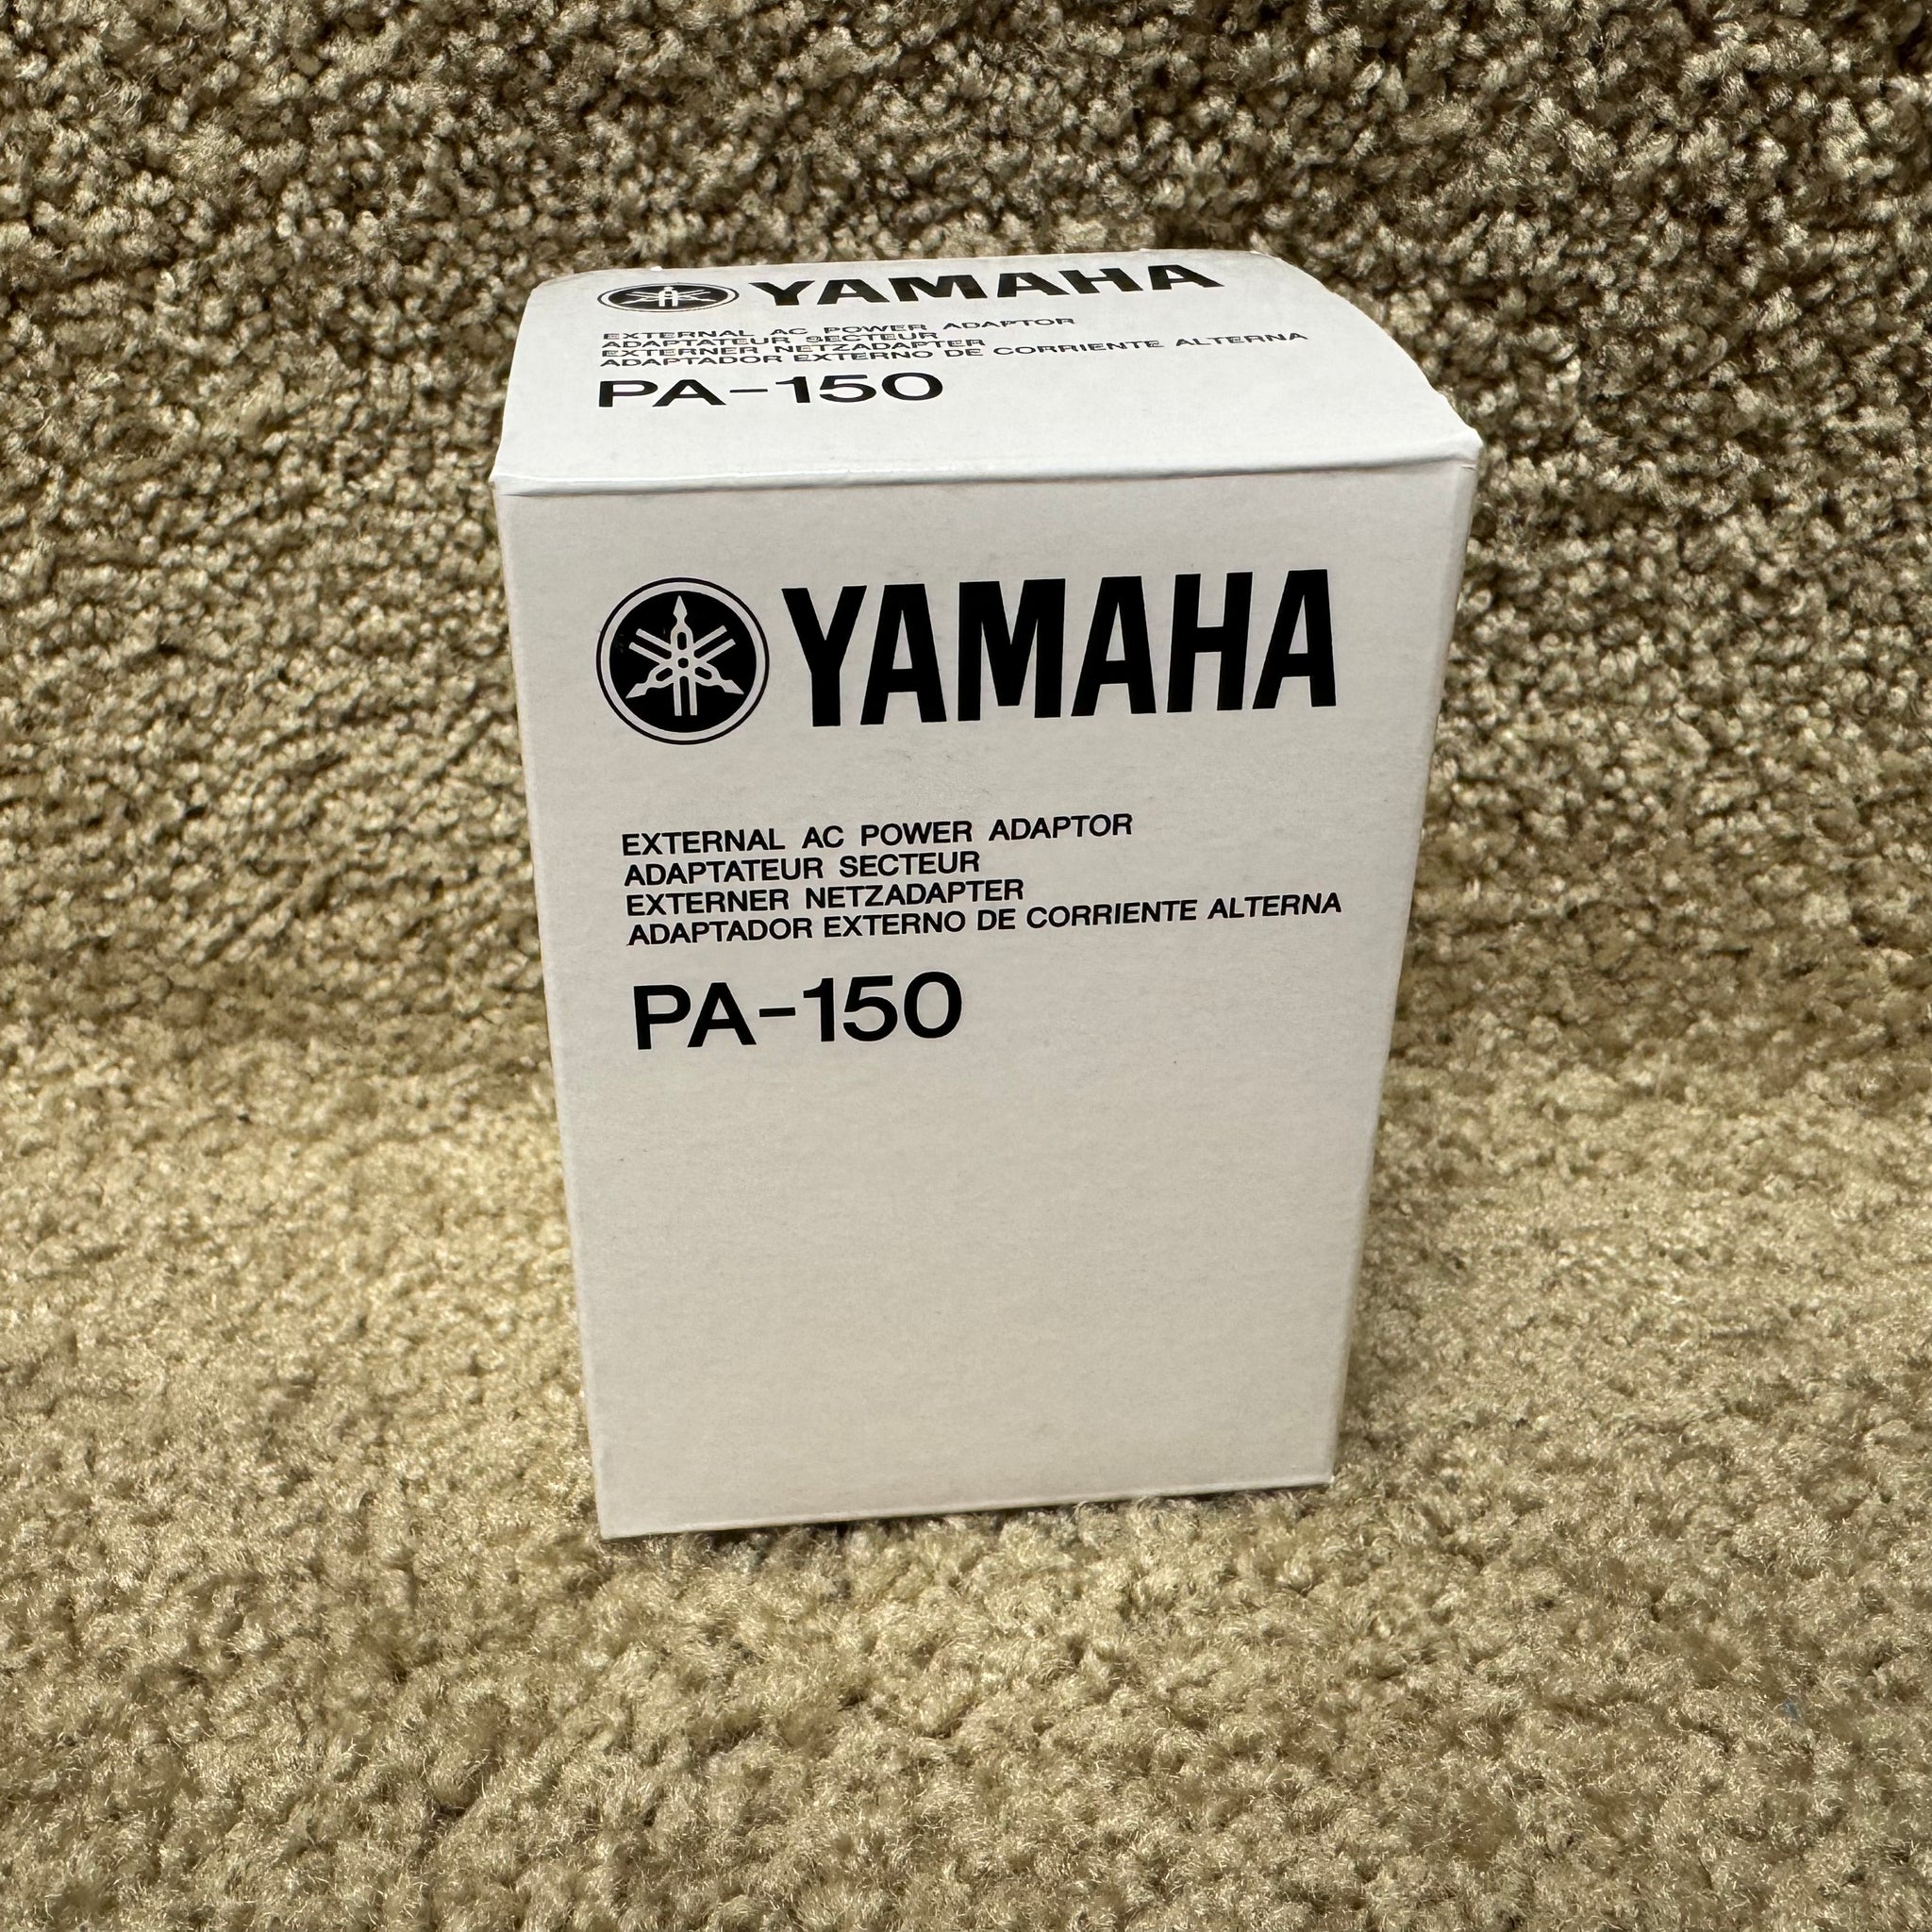 YAMAHA
EXTERNAL AC POWER ADAPTOR
ADAPTATEUR SECTEUR
EXTERNER NETZADAPTER
ADAPTADOR EXTERNO DE CORRIENTE ALTERNA
PA-150
YAMAHA
EXTERNAL AC POWER ADAPTOR
ADAPTATEUR SECTEUR
EXTERNER NETZADAPTER
ADAPTADOR EXTERNO DE CORRIENTE ALTERNA
PA-150